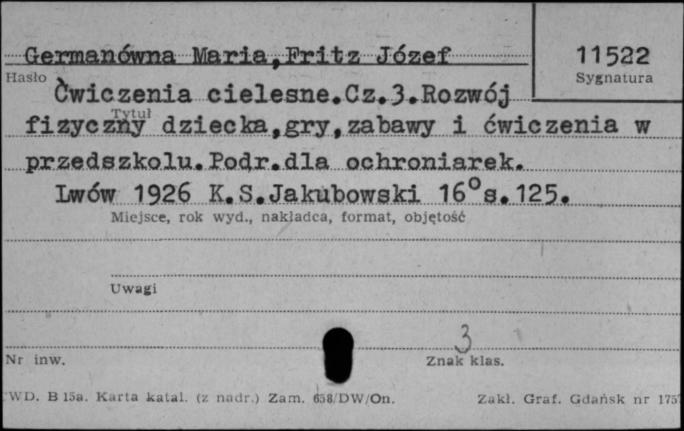 Germanówna Maria,Fritz Józef
11522
Hasło
Sygnatura
Ćwiczenia cielesne.Cz.3.Rozwój
Tytuł
fizyczny dziecka,gry,zabawy i ćwiczenia w
przedszkolu.Podr.dla ochroniarek.
Lwów 1926 K.S.Jakubowski 16°s.125.
Miejsce, rok wyd., nakładca, format, objętość
Uwagi
3
Nr inw.
Znak klas.
WD. B 15a. Karta katal. (z nadr.) Zam. 658/DW/On.
Zakł. Graf. Gdańsk nr 175